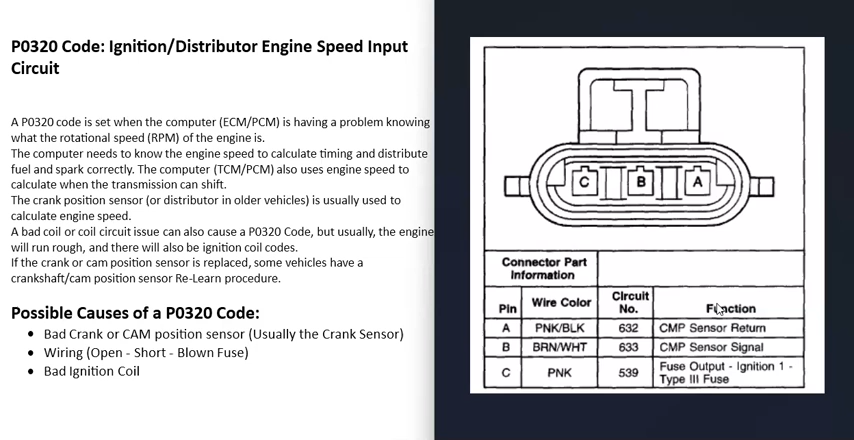 P0320 Code: Ignition/Distributor Engine Speed Input
Circuit
A P0320 code is set when the computer (ECM/PCM) is having a problem knowing
what the rotational speed (RPM) of the engine is.
The computer needs to know the engine speed to calculate timing and distribute
fuel and spark correctly. The computer (TCM/PCM) also uses engine speed to
calculate when the transmission can shift.
The crank position sensor (or distributor in older vehicles) is usually used to
calculate engine speed.
A bad coil or coil circuit issue can also cause a P0320 Code, but usually, the engine
will run rough, and there will also be ignition coil codes.
If the crank or cam position sensor is replaced, some vehicles have a
crankshaft/cam position sensor Re-Learn procedure.
Possible Causes of a P0320 Code:
• Bad Crank or CAM position sensor (Usually the Crank Sensor)
• Wiring (Open - Short - Blown Fuse)
• Bad Ignition Coil
C B A
Connector Part
Information
Pin Wire Color Circuit No. Function
A PNK/BLK 632 CMP Sensor Return
B BRN/WHT 633 CMP Sensor Signal
C PNK 539 Fuse Output - Ignition 1 -
Type III Fuse